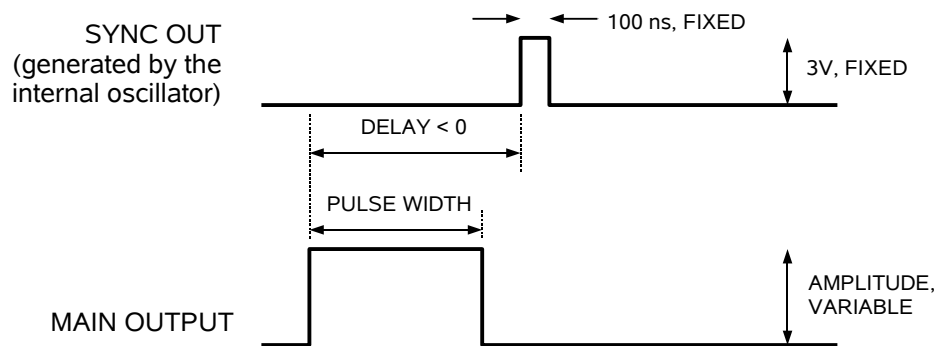 100 ns, FIXED
SYNC OUT
(generated by the
internal oscillator)
3V, FIXED
DELAY < 0
PULSE WIDTH
AMPLITUDE,
VARIABLE
MAIN OUTPUT